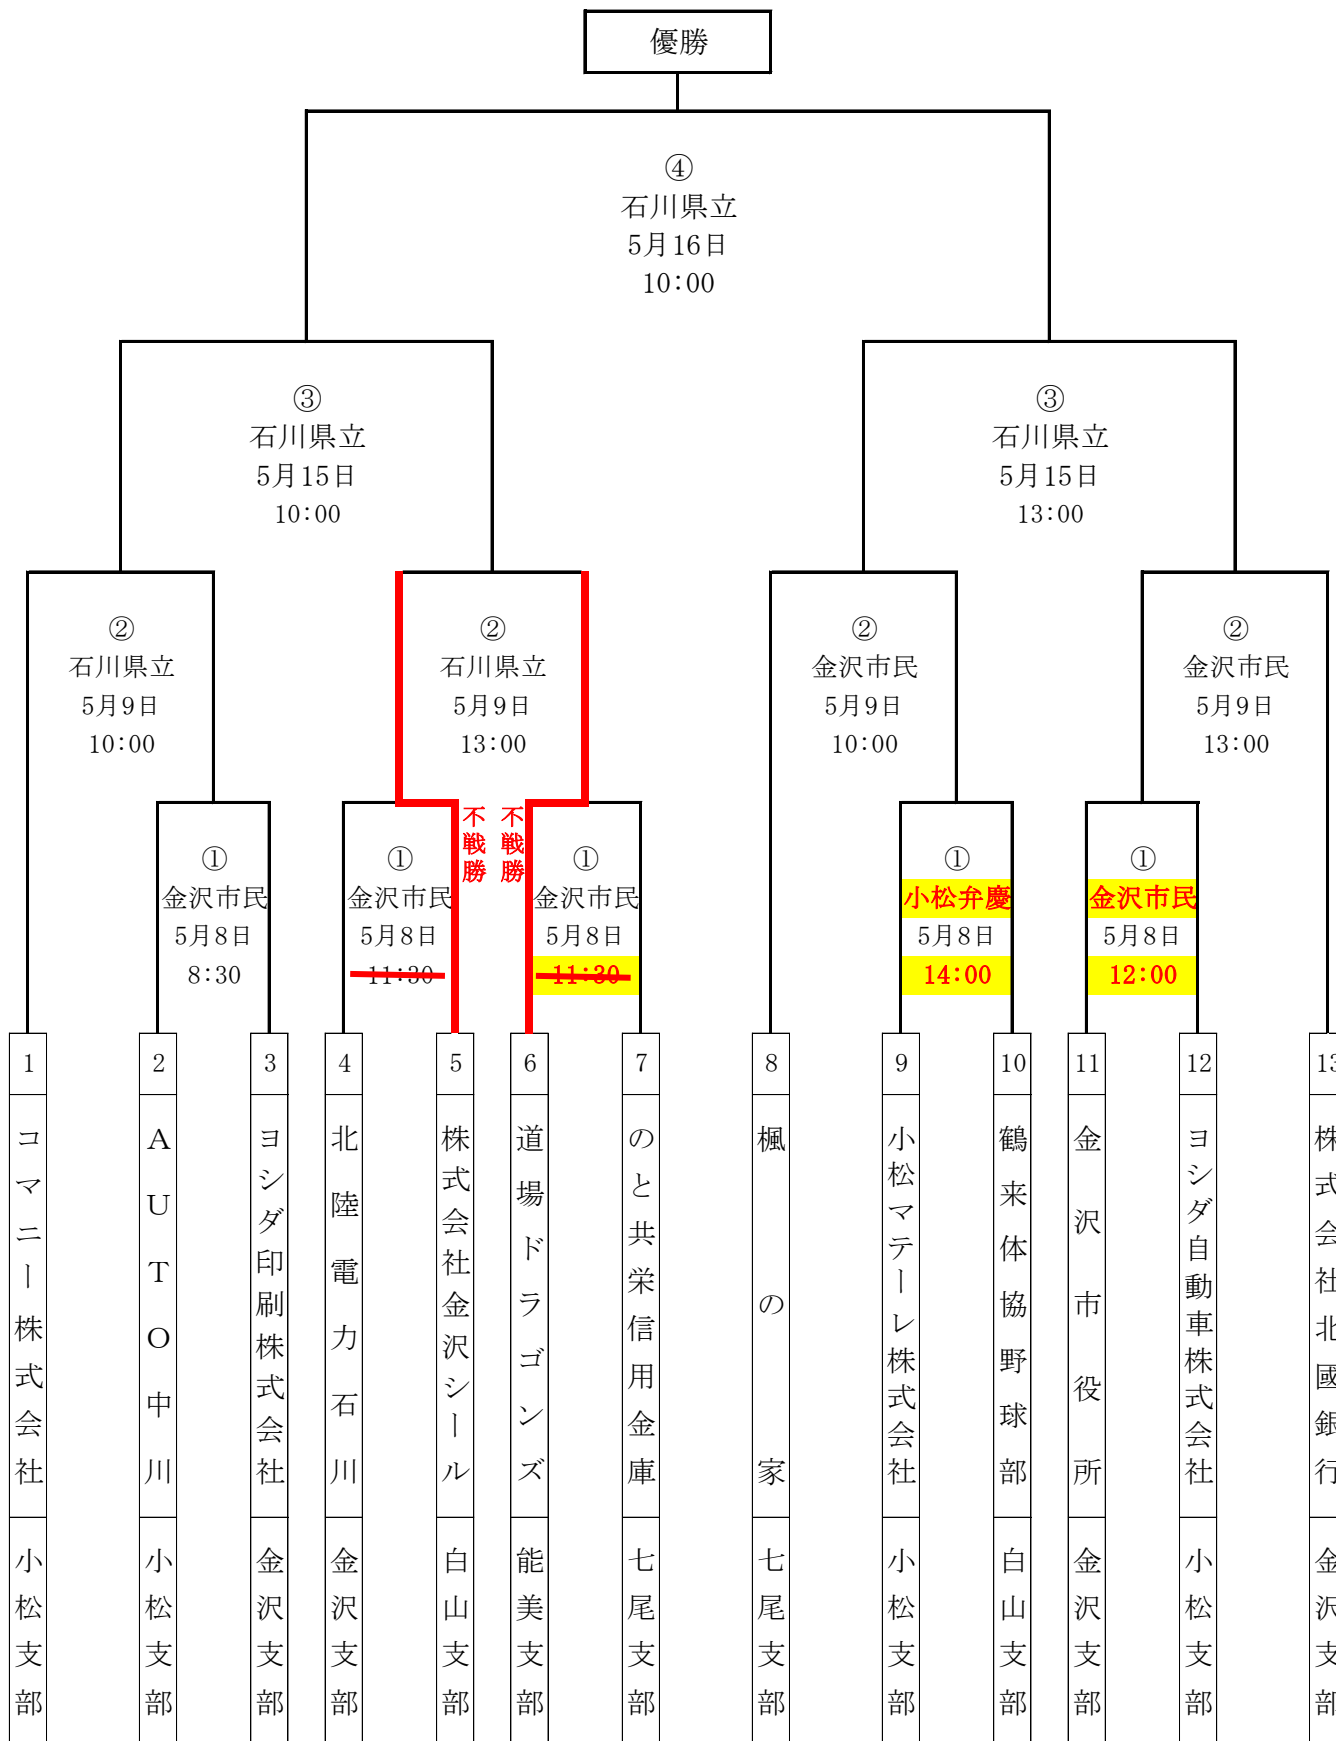 優勝
④
石川県立
5月16日
10:00
③
石川県立
5月15日
10:00
③
石川県立
5月15日
13:00
②
石川県立
5月9日
10:00
②
石川県立
5月9日
13:00
②
金沢市民
5月9日
10:00
②
金沢市民
5月9日
13:00
①
金沢市民
5月8日
8:30
①
金沢市民
5月8日
11:30
不戦勝
不戦勝
①
金沢市民
5月8日
11:30
①
小松弁慶
5月8日
14:00
①
金沢市民
5月8日
12:00
1
コマニー株式会社
小松支部
2
AUTO中川
小松支部
3
ヨシダ印刷株式会社
金沢支部
4
北陸電力石川
金沢支部
5
株式会社金沢シール
白山支部
6
道場ドラゴンズ
能美支部
7
のと共栄信用金庫
七尾支部
8
楓の家
七尾支部
9
小松マテーレ株式会社
小松支部
10
鶴来体協野球部
白山支部
11
金沢市役所
金沢支部
12
ヨシダ自動車株式会社
小松支部
13
株式会社北國銀行
金沢支部